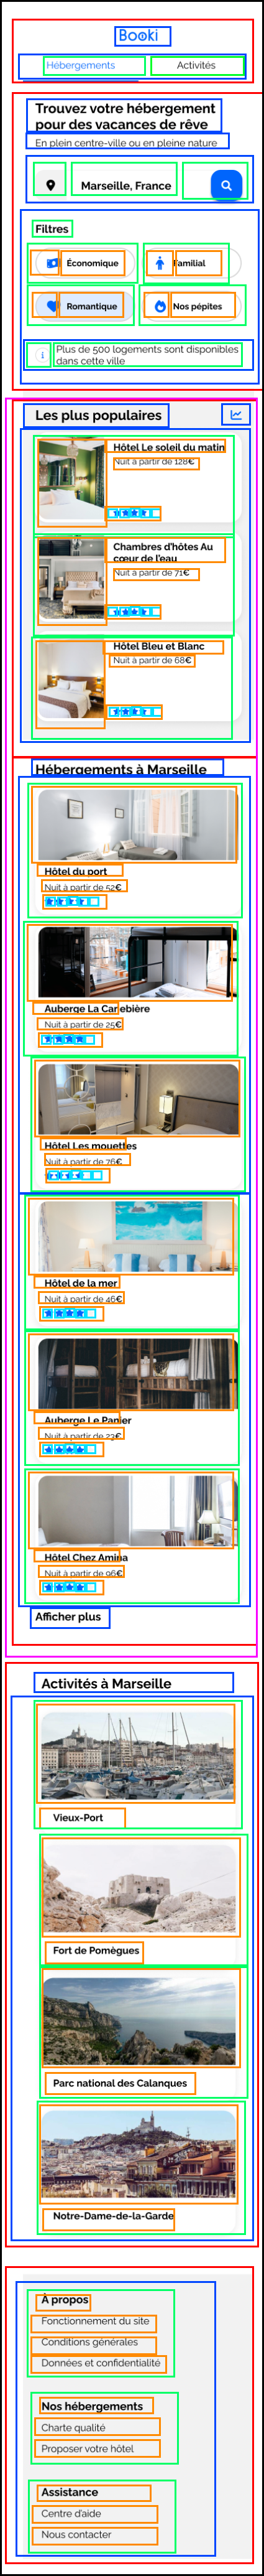 Booki
Hébergements
Activités
Trouvez votre hébergement
pour des vacances de rêve
En plein centre-ville ou en pleine nature
Marseille, France
Filtres
Économique
Familial
Romantique
Nos pépites
Plus de 500 logements sont disponibles
dans cette ville
Les plus populaires
Hôtel Le soleil du matin
Nuit à partir de 128€
Chambres d'hôtes Au
cœur de l'eau
Nuit à partir de 71€
Hôtel Bleu et Blanc
Nuit à partir de 68€
Hébergements à Marseille
Hôtel du port
Nuit à partir de 52€
Auberge La Canebière
Nuit à partir de 25€
Hôtel Les mouettes
Nuit à partir de 76€
Hôtel de la mer
Nuit à partir de 46€
Auberge Le Panier
Nuit à partir de 23€
Hôtel Chez Amina
Nuit à partir de 96€
Afficher plus
Activités à Marseille
Vieux-Port
Fort de Pomègues
Parc national des Calanques
Notre-Dame-de-la-Garde
À propos
Fonctionnement du site
Conditions générales
Données et confidentialité
Nos hébergements
Charte qualité
Proposer votre hôtel
Assistance
Centre d'aide
Nous contacter